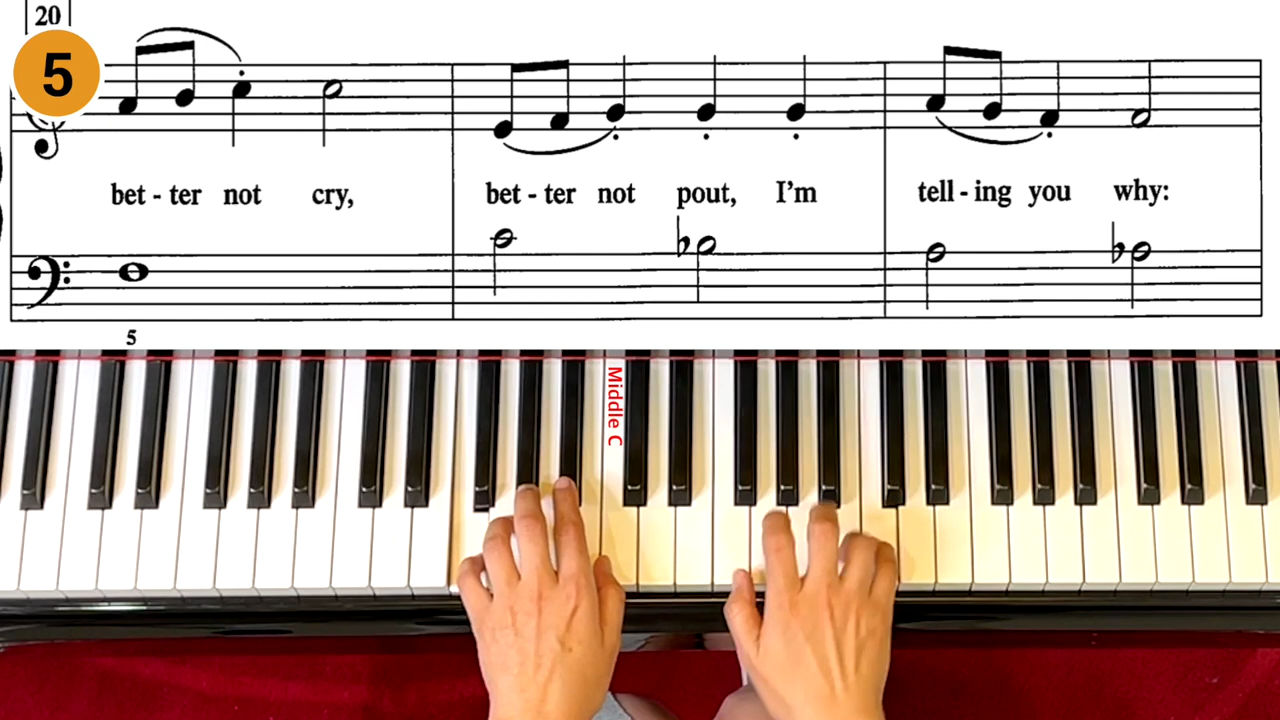 20
5
bet - ter not cry, bet - ter not pout, I'm tell - ing you why:
5
Middle C